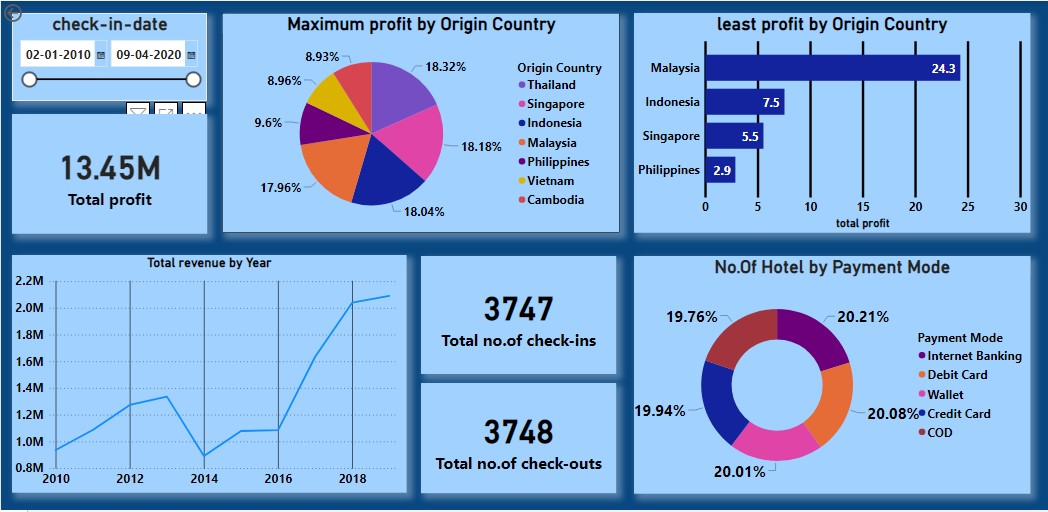 check-in-date
02-01-2010
09-04-2020
13.45M
Total profit
Maximum profit by Origin Country
8.93%
18.32%
8.96%
9.6%
18.18%
17.96%
18.04%
Origin Country
Thailand
Singapore
Indonesia
Malaysia
Philippines
Vietnam
Cambodia
least profit by Origin Country
Malaysia 24.3
Indonesia 7.5
Singapore 5.5
Philippines 2.9
0 5 10 15 20 25 30
total profit
Total revenue by Year
2.2M
2.0M
1.8M
1.6M
1.4M
1.2M
1.0M
0.8M
2010 2012 2014 2016 2018
3747
Total no.of check-ins
3748
Total no.of check-outs
No.Of Hotel by Payment Mode
19.76%
20.21%
19.94%
20.08%
20.01%
Payment Mode
Internet Banking
Debit Card
Wallet
Credit Card
COD